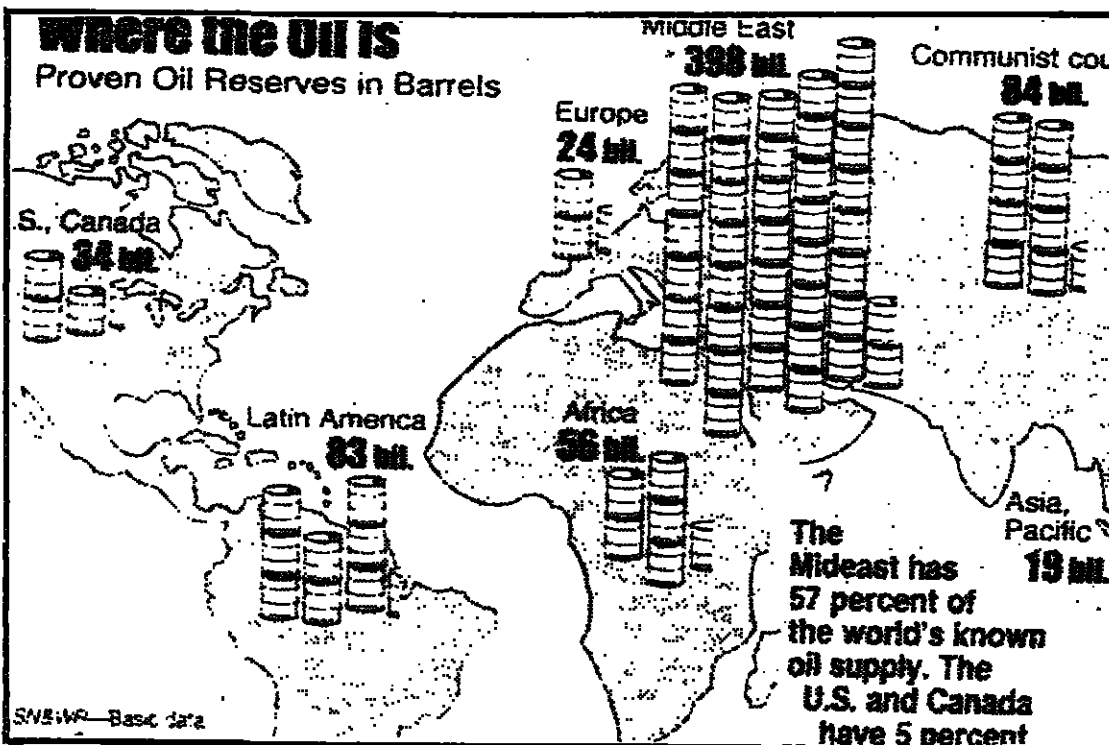 Where the Oil is
Proven Oil Reserves in Barrels
Middle East
398 bil.
Communist cou
84 bil.
Europe
24 bil.
S., Canada
34 bil.
Latin America
83 bil.
Africa
56 bil.
Asia,
Pacific
19 bil.
The
Mideast has
57 percent of
the world's known
oil supply. The
U.S. and Canada
have 5 percent
Basic data